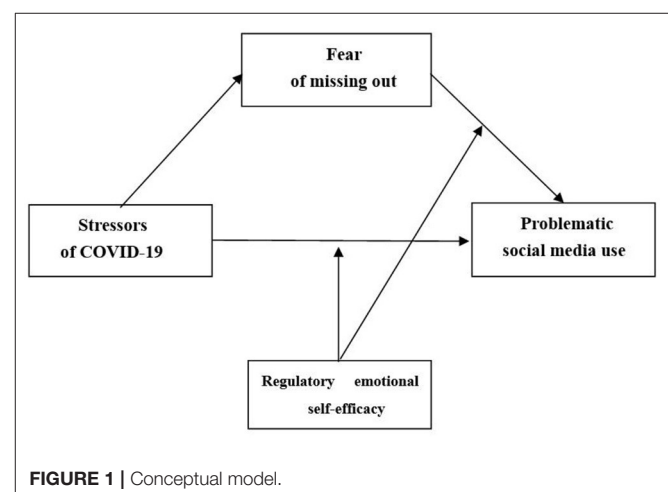 Fear
of missing out
Stressors
of COVID-19
Problematic
social media use
Regulatory emotional
self-efficacy
FIGURE 1 | Conceptual model.